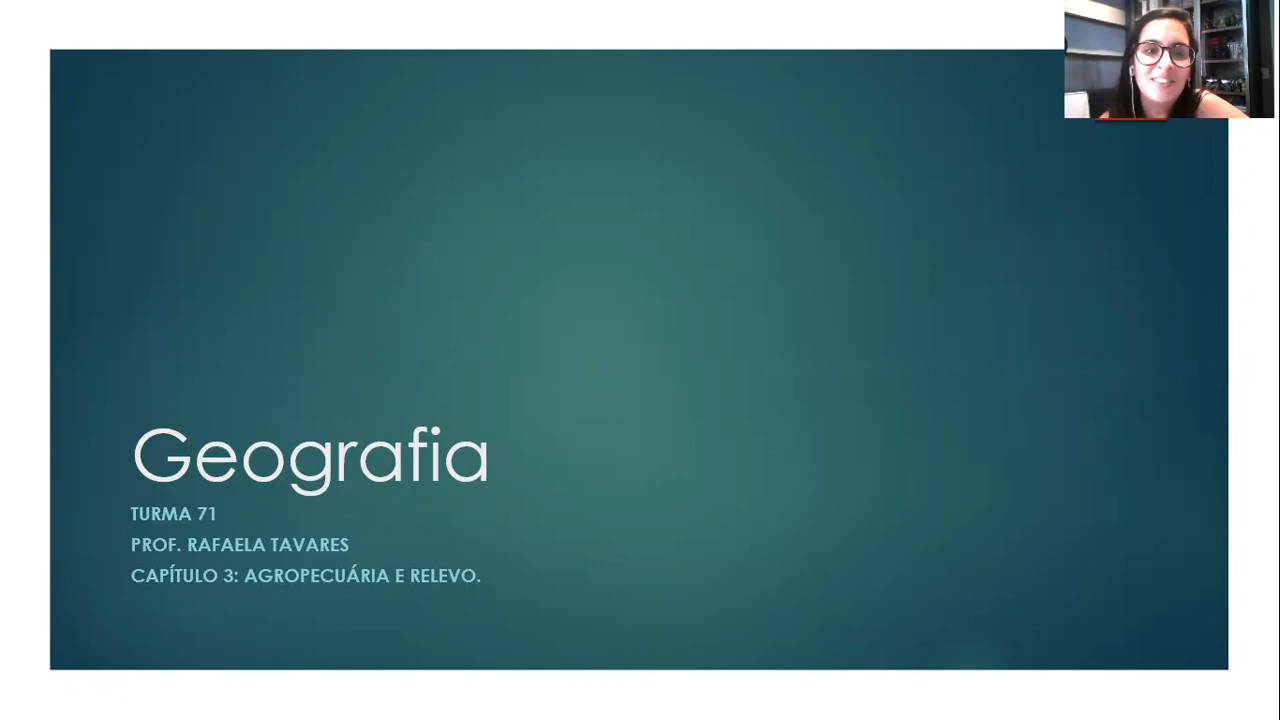 Geografia
TURMA 71
PROF. RAFAELA TAVARES
CAPÍTULO 3: AGROPECUÁRIA E RELEVO.